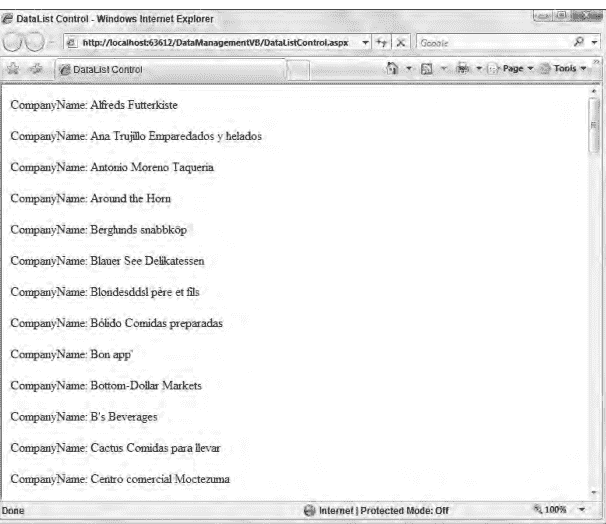 DataList Control - Windows Internet Explorer
http://localhost:63612/DataManagementVB/DataListControl.aspx
Google
DataList Control
Page
Tools
CompanyName: Alfreds Futterkiste
CompanyName: Ana Trujillo Emparedados y helados
CompanyName: Antonio Moreno Taquería
CompanyName: Around the Horn
CompanyName: Berglunds snabbköp
CompanyName: Blauer See Delikatessen
CompanyName: Blondesddsl père et fils
CompanyName: Bólido Comidas preparadas
CompanyName: Bon app'
CompanyName: Bottom-Dollar Markets
CompanyName: B's Beverages
CompanyName: Cactus Comidas para llevar
CompanyName: Centro comercial Moctezuma
Done
Internet | Protected Mode: Off
100%